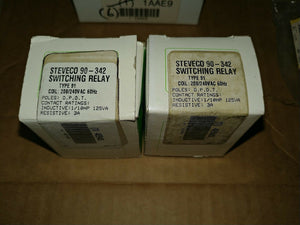 1AAE9
STEVECO 90-342
SWITCHING RELAY
TYPE 91
COIL: 208/240VAC 60Hz
POLES: D.P.D.T.
CONTACT RATINGS:
INDUCTIVE: 1/10HP 125VA
RESISTIVE: 3A
STEVECO 90-342
SWITCHING RELAY
TYPE 91
COIL: 208/240VAC 60Hz
POLES: D.P.D.T.
CONTACT RATINGS:
INDUCTIVE: 1/10HP 125VA
RESISTIVE: 3A